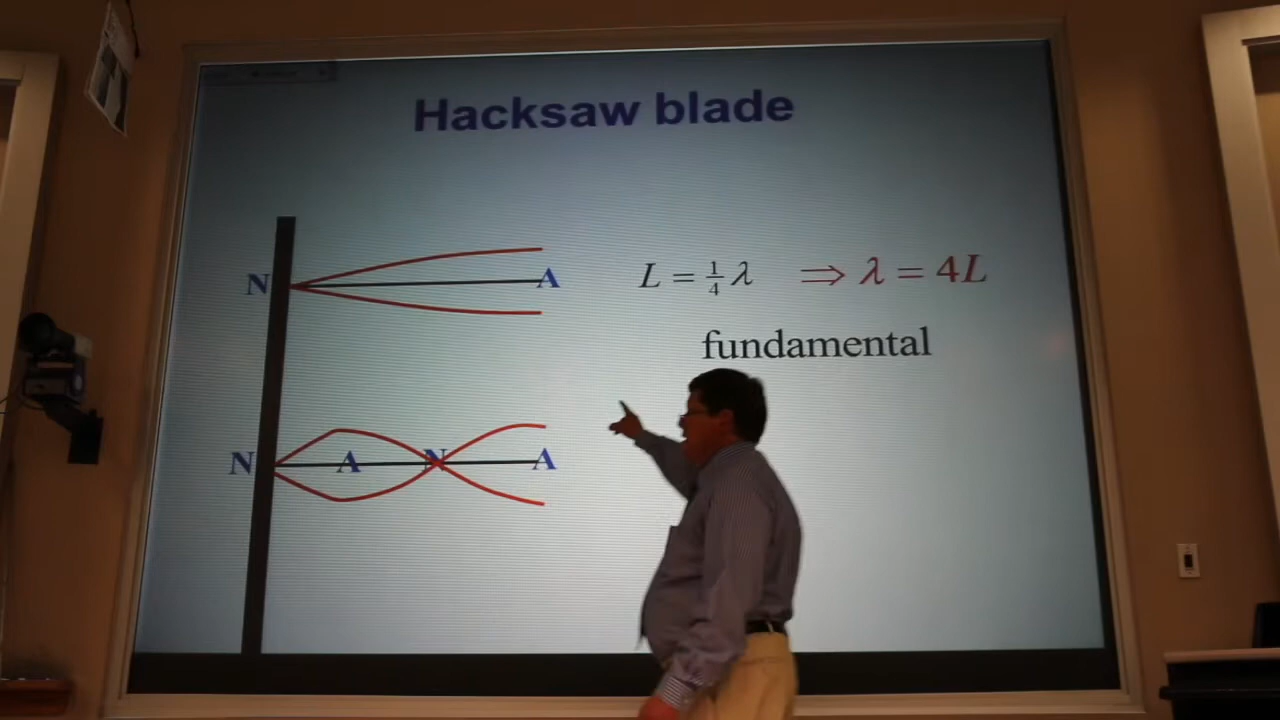 Hacksaw blade
N A L = 1/4 λ ⇒ λ = 4L
fundamental
N A N A